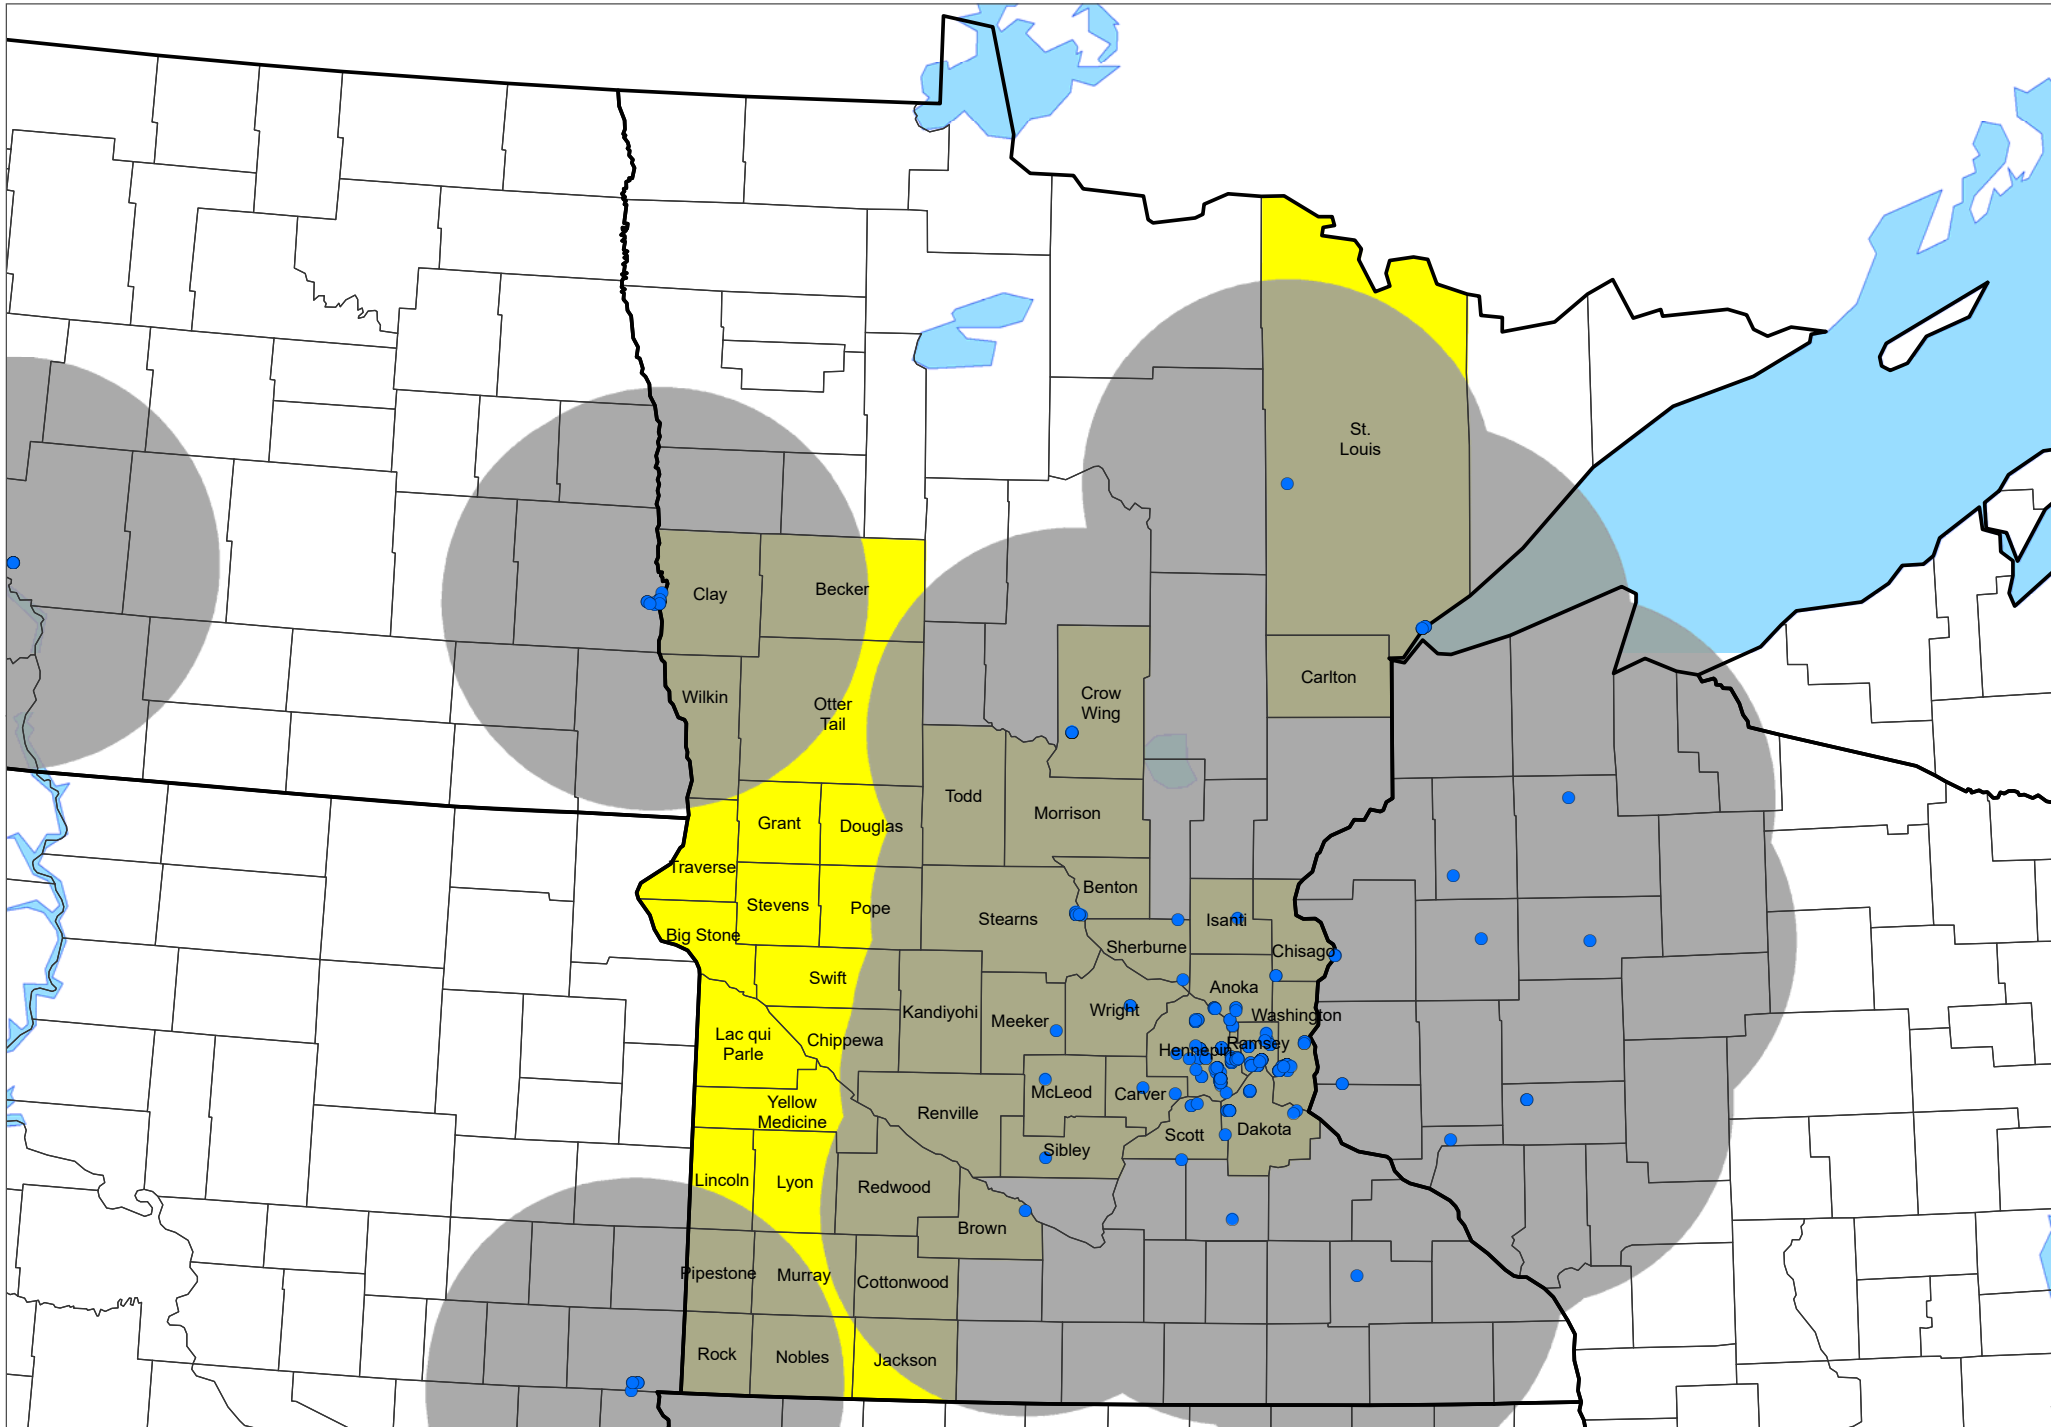 St.
Louis
Clay
Becker
Wilkin
Otter
Tail
Crow
Wing
Carlton
Grant
Douglas
Todd
Morrison
Traverse
Stevens
Pope
Benton
Big Stone
Stearns
Isanti
Sherburne
Chisago
Swift
Kandiyohi
Meeker
Wright
Anoka
Washington
Lac qui
Parle
Chippewa
Hennepin
Ramsey
Yellow
Medicine
Renville
McLeod
Carver
Scott
Dakota
Sibley
Lincoln
Lyon
Redwood
Brown
Pipestone
Murray
Cottonwood
Rock
Nobles
Jackson